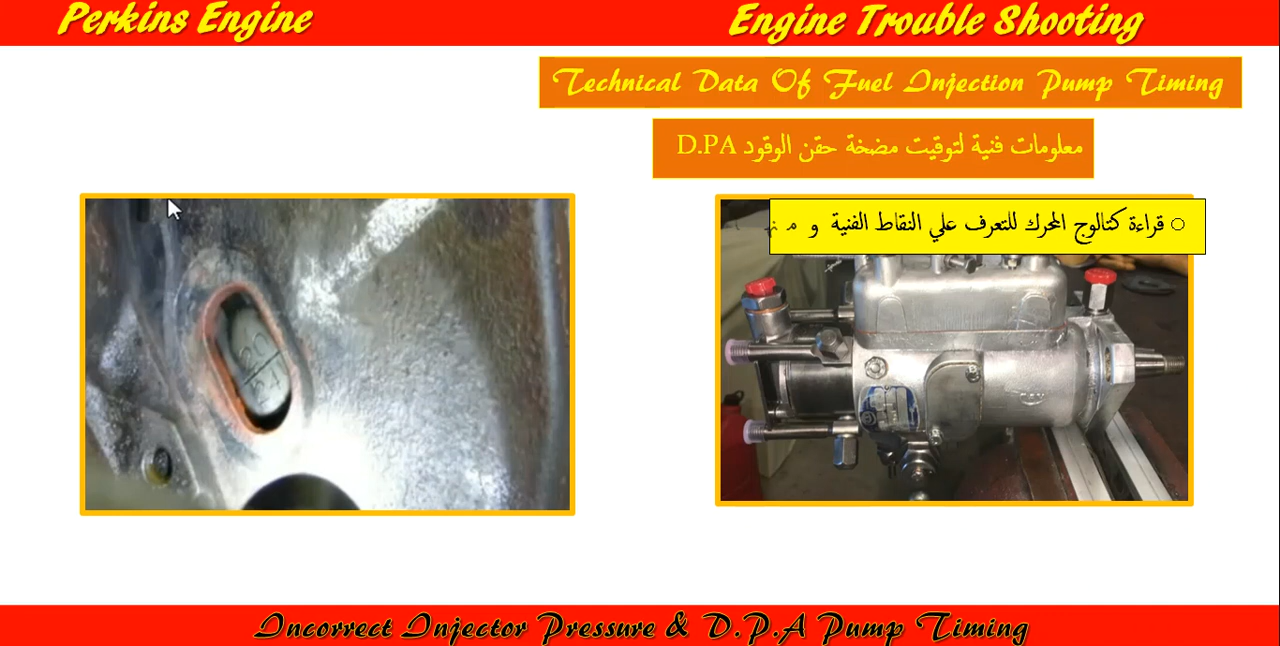 Perkins Engine
Engine Trouble Shooting
Technical Data Of Fuel Injection Pump Timing
معلومات فنية لتوقيت مضخة حقن الوقود D.PA
○ قراءة كتالوج المحرك للتعرف علي النقاط الفنية و
20
Incorrect Injector Pressure & D.P.A Pump Timing